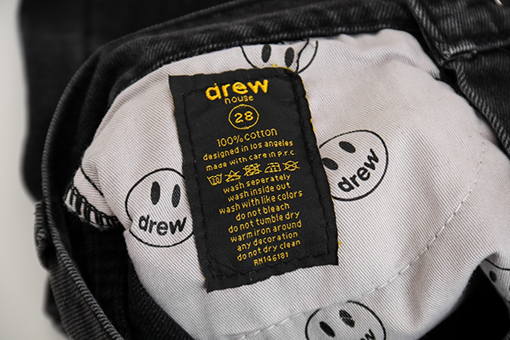 drew
house
28
100% cotton
designed in los angeles
made with care in p.r.c
wash seperately
wash inside out
wash with like colors
do not bleach
do not tumble dry
warm iron around
any decoration
do not dry clean
RN146181
drew
drew
drew
drew